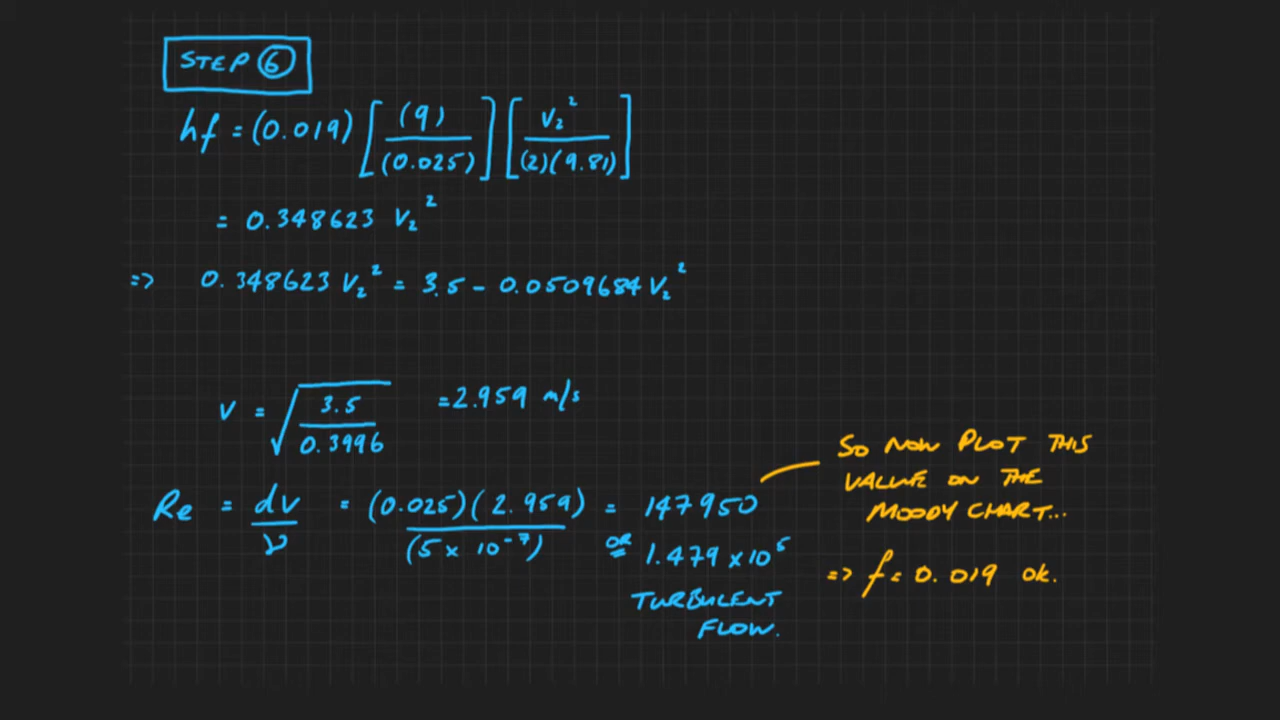 STEP 6
hf = (0.019) [(9)/(0.025)] [V₂²/(2)(9.81)]
= 0.348623 V₂²
=> 0.348623 V₂² = 3.5 - 0.0509684 V₂²
V = √(3.5/0.3996) = 2.959 m/s
Re = dv/ν = (0.025)(2.959)/(5 x 10⁻⁷) = 147950
OR 1.479 x 10⁵
TURBULENT
FLOW.
SO NOW PLOT THIS
VALUE ON THE
MOODY CHART...
=> f = 0.019 OK.